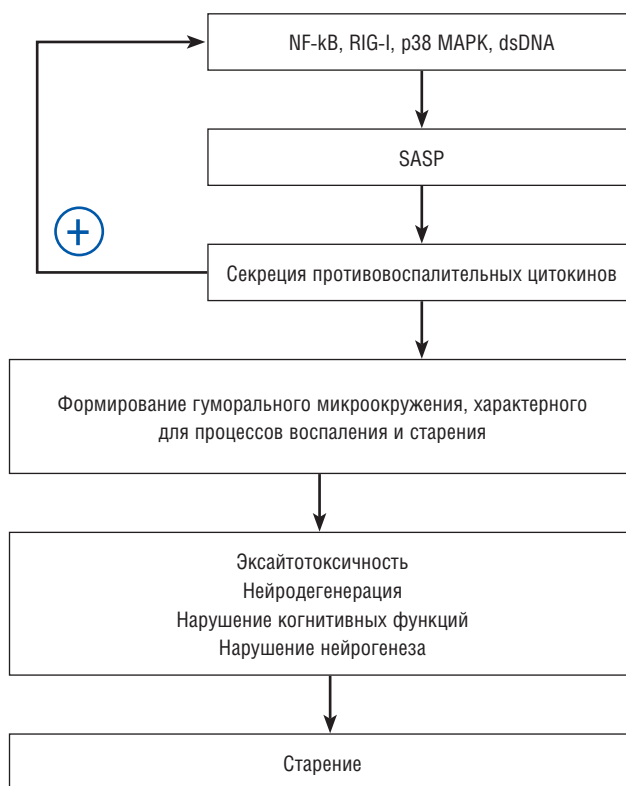 NF-kB, RIG-I, p38 MAPK, dsDNA
SASP
+
Секреция противовоспалительных цитокинов
Формирование гуморального микроокружения, характерного
для процессов воспаления и старения
Эксайтотоксичность
Нейродегенерация
Нарушение когнитивных функций
Нарушение нейрогенеза
Старение